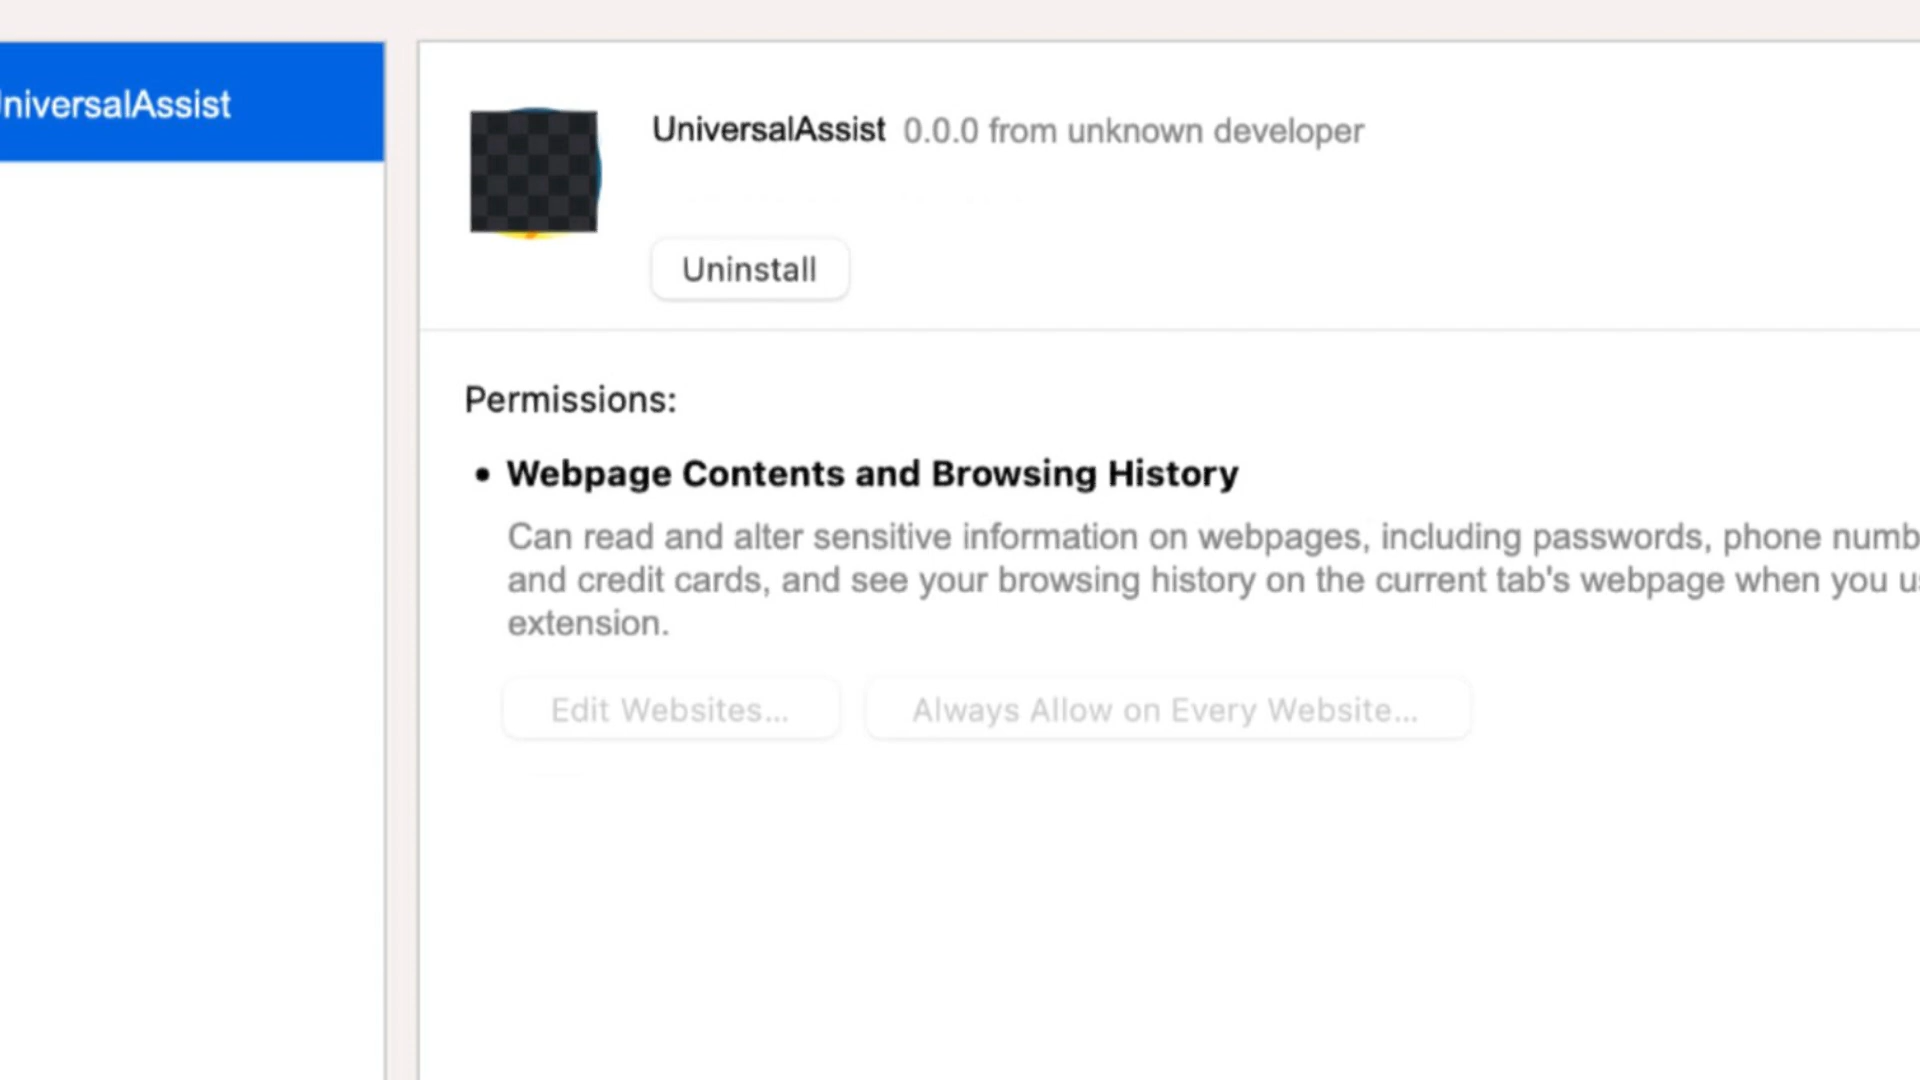 UniversalAssist
UniversalAssist 0.0.0 from unknown developer
Uninstall
Permissions:
• Webpage Contents and Browsing History
Can read and alter sensitive information on webpages, including passwords, phone numb
and credit cards, and see your browsing history on the current tab's webpage when you us
extension.
Edit Websites...
Always Allow on Every Website...